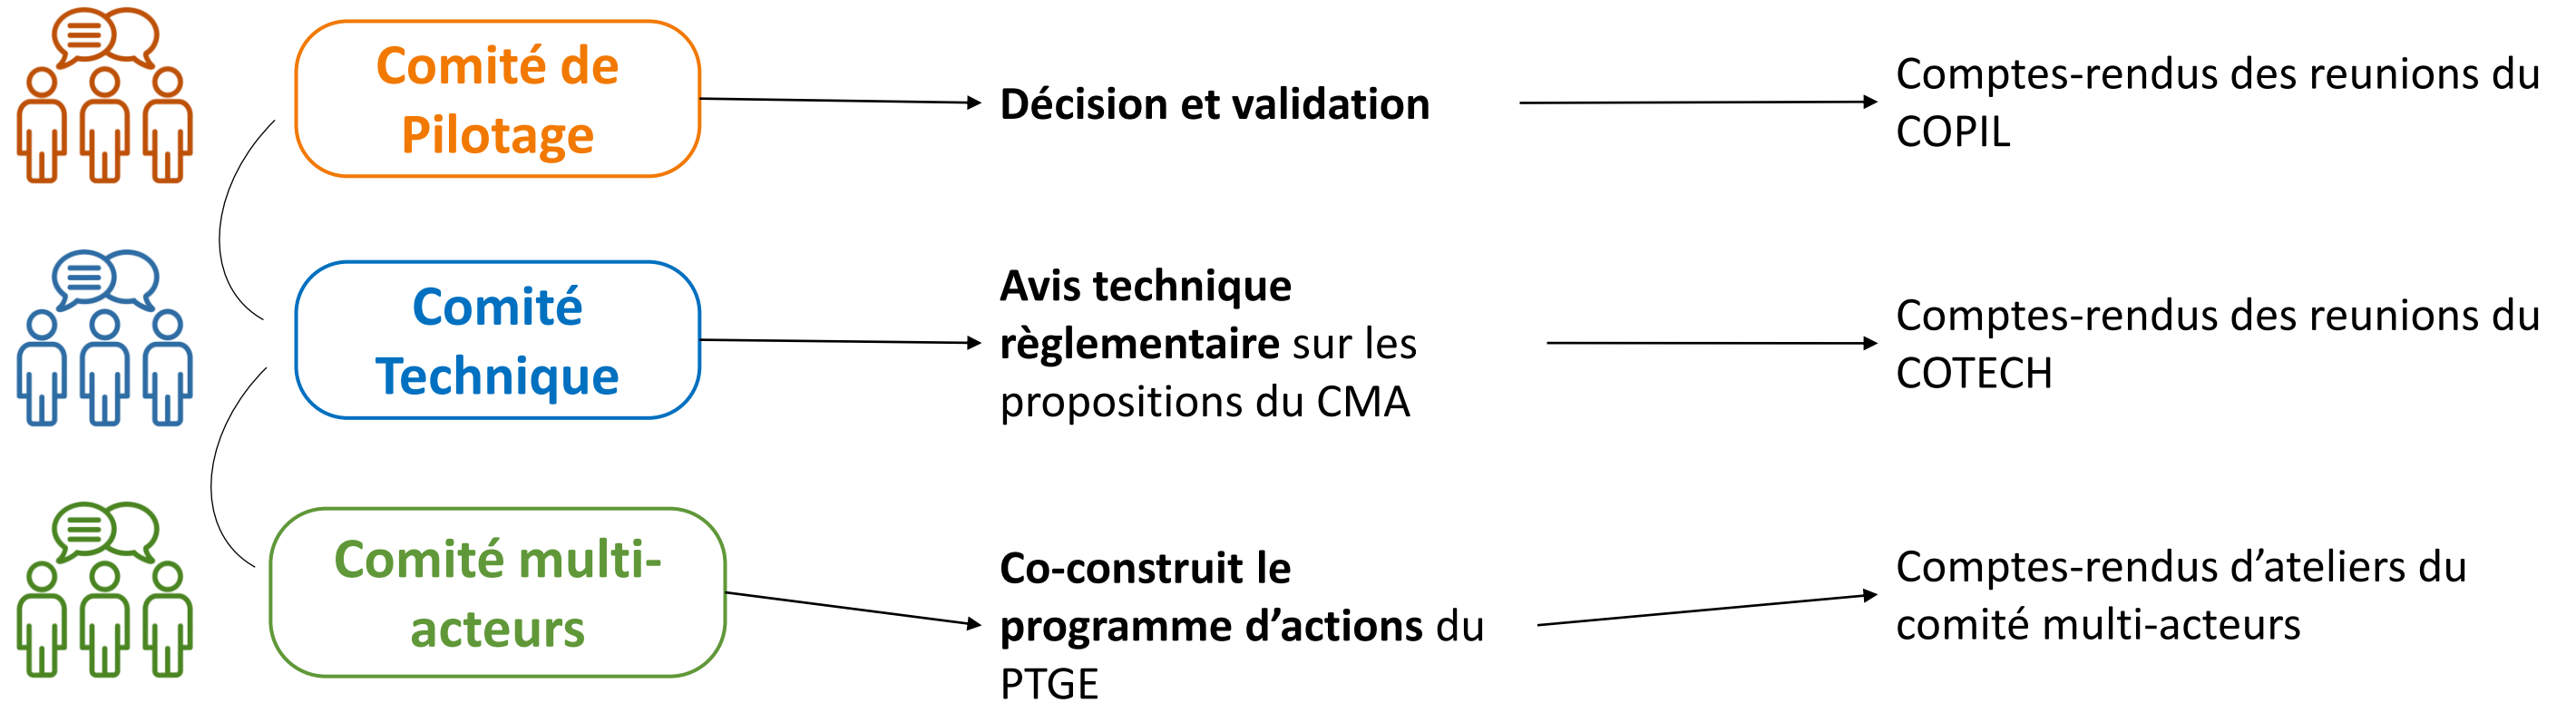 Comité de
Pilotage
Décision et validation
Comptes-rendus des reunions du
COPIL
Comité
Technique
Avis technique
règlementaire sur les
propositions du CMA
Comptes-rendus des reunions du
COTECH
Comité multi-
acteurs
Co-construit le
programme d’actions du
PTGE
Comptes-rendus d’ateliers du
comité multi-acteurs